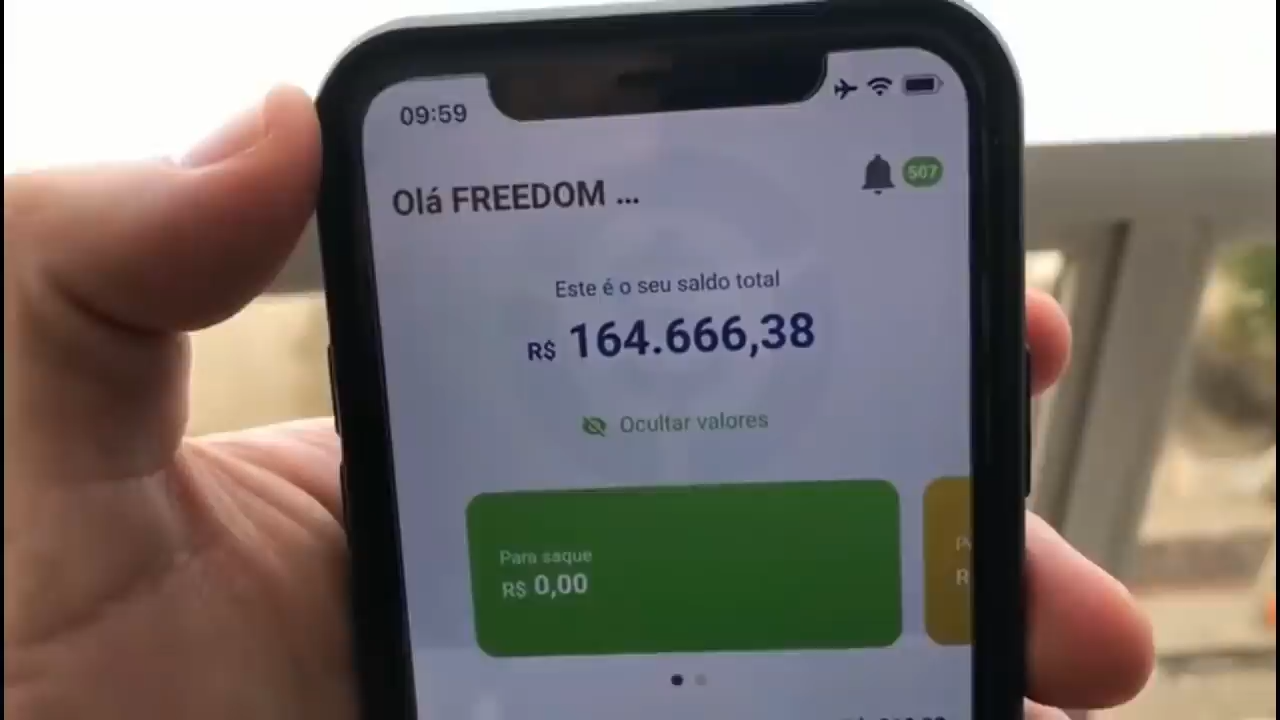 09:59
Olá FREEDOM ...
507
Este é o seu saldo total
R$ 164.666,38
Ocultar valores
Para saque
R$ 0,00
R